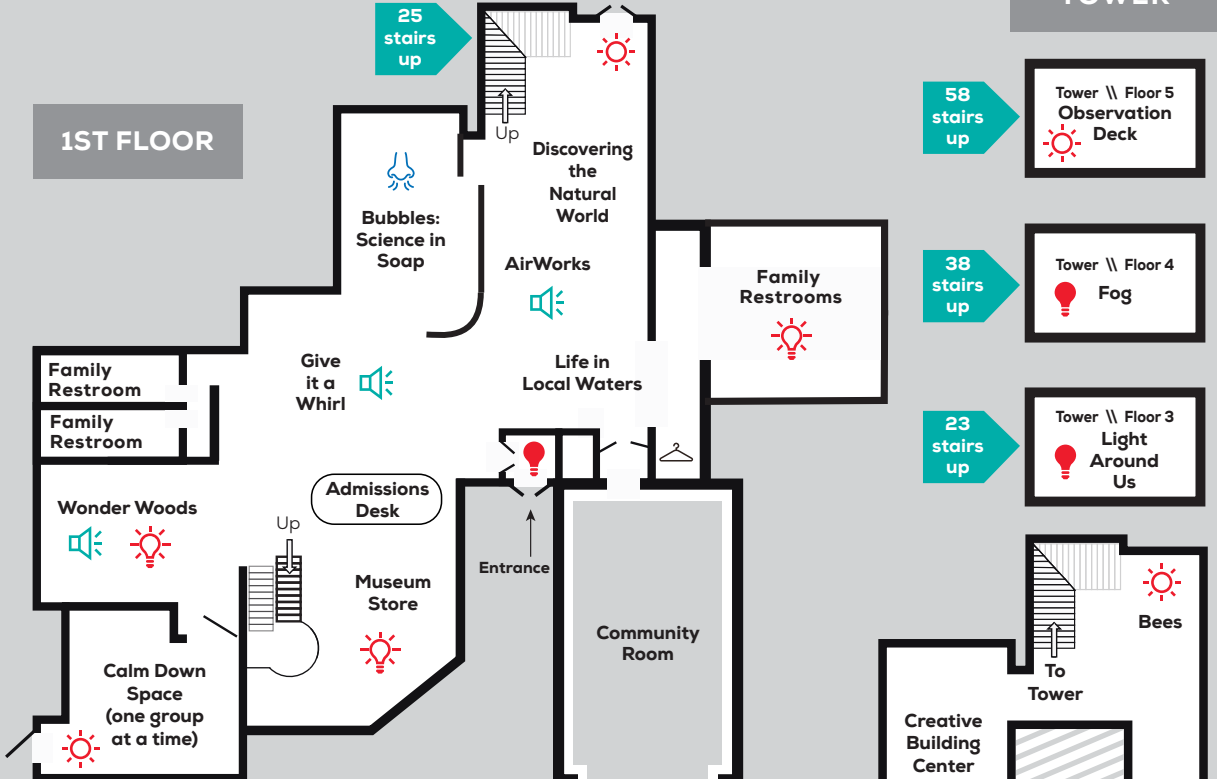 25
stairs
up
1ST FLOOR
Up
Discovering
the
Natural
World
Bubbles:
Science in
Soap
AirWorks
Family
Restrooms
Give
it a
Whirl
Life in
Local Waters
Family
Restroom
Family
Restroom
Wonder Woods
Admissions
Desk
Up
Entrance
Museum
Store
Community
Room
Calm Down
Space
(one group
at a time)
TOWER
58
stairs
up
Tower \\ Floor 5
Observation
Deck
38
stairs
up
Tower \\ Floor 4
Fog
23
stairs
up
Tower \\ Floor 3
Light
Around
Us
Bees
To
Tower
Creative
Building
Center